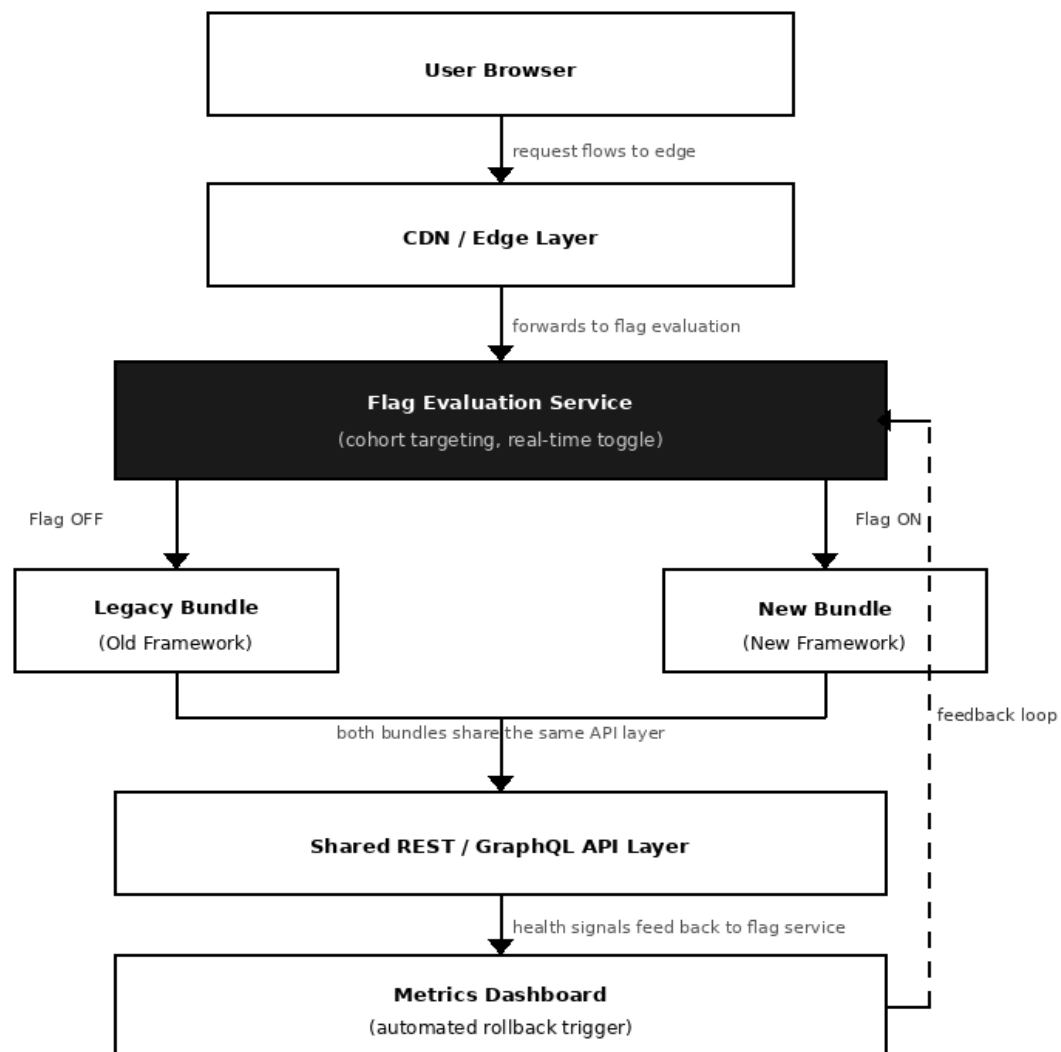 User Browser
request flows to edge
CDN / Edge Layer
forwards to flag evaluation
Flag Evaluation Service
(cohort targeting, real-time toggle)
Flag OFF
Flag ON
Legacy Bundle
(Old Framework)
New Bundle
(New Framework)
feedback loop
both bundles share the same API layer
Shared REST / GraphQL API Layer
health signals feed back to flag service
Metrics Dashboard
(automated rollback trigger)